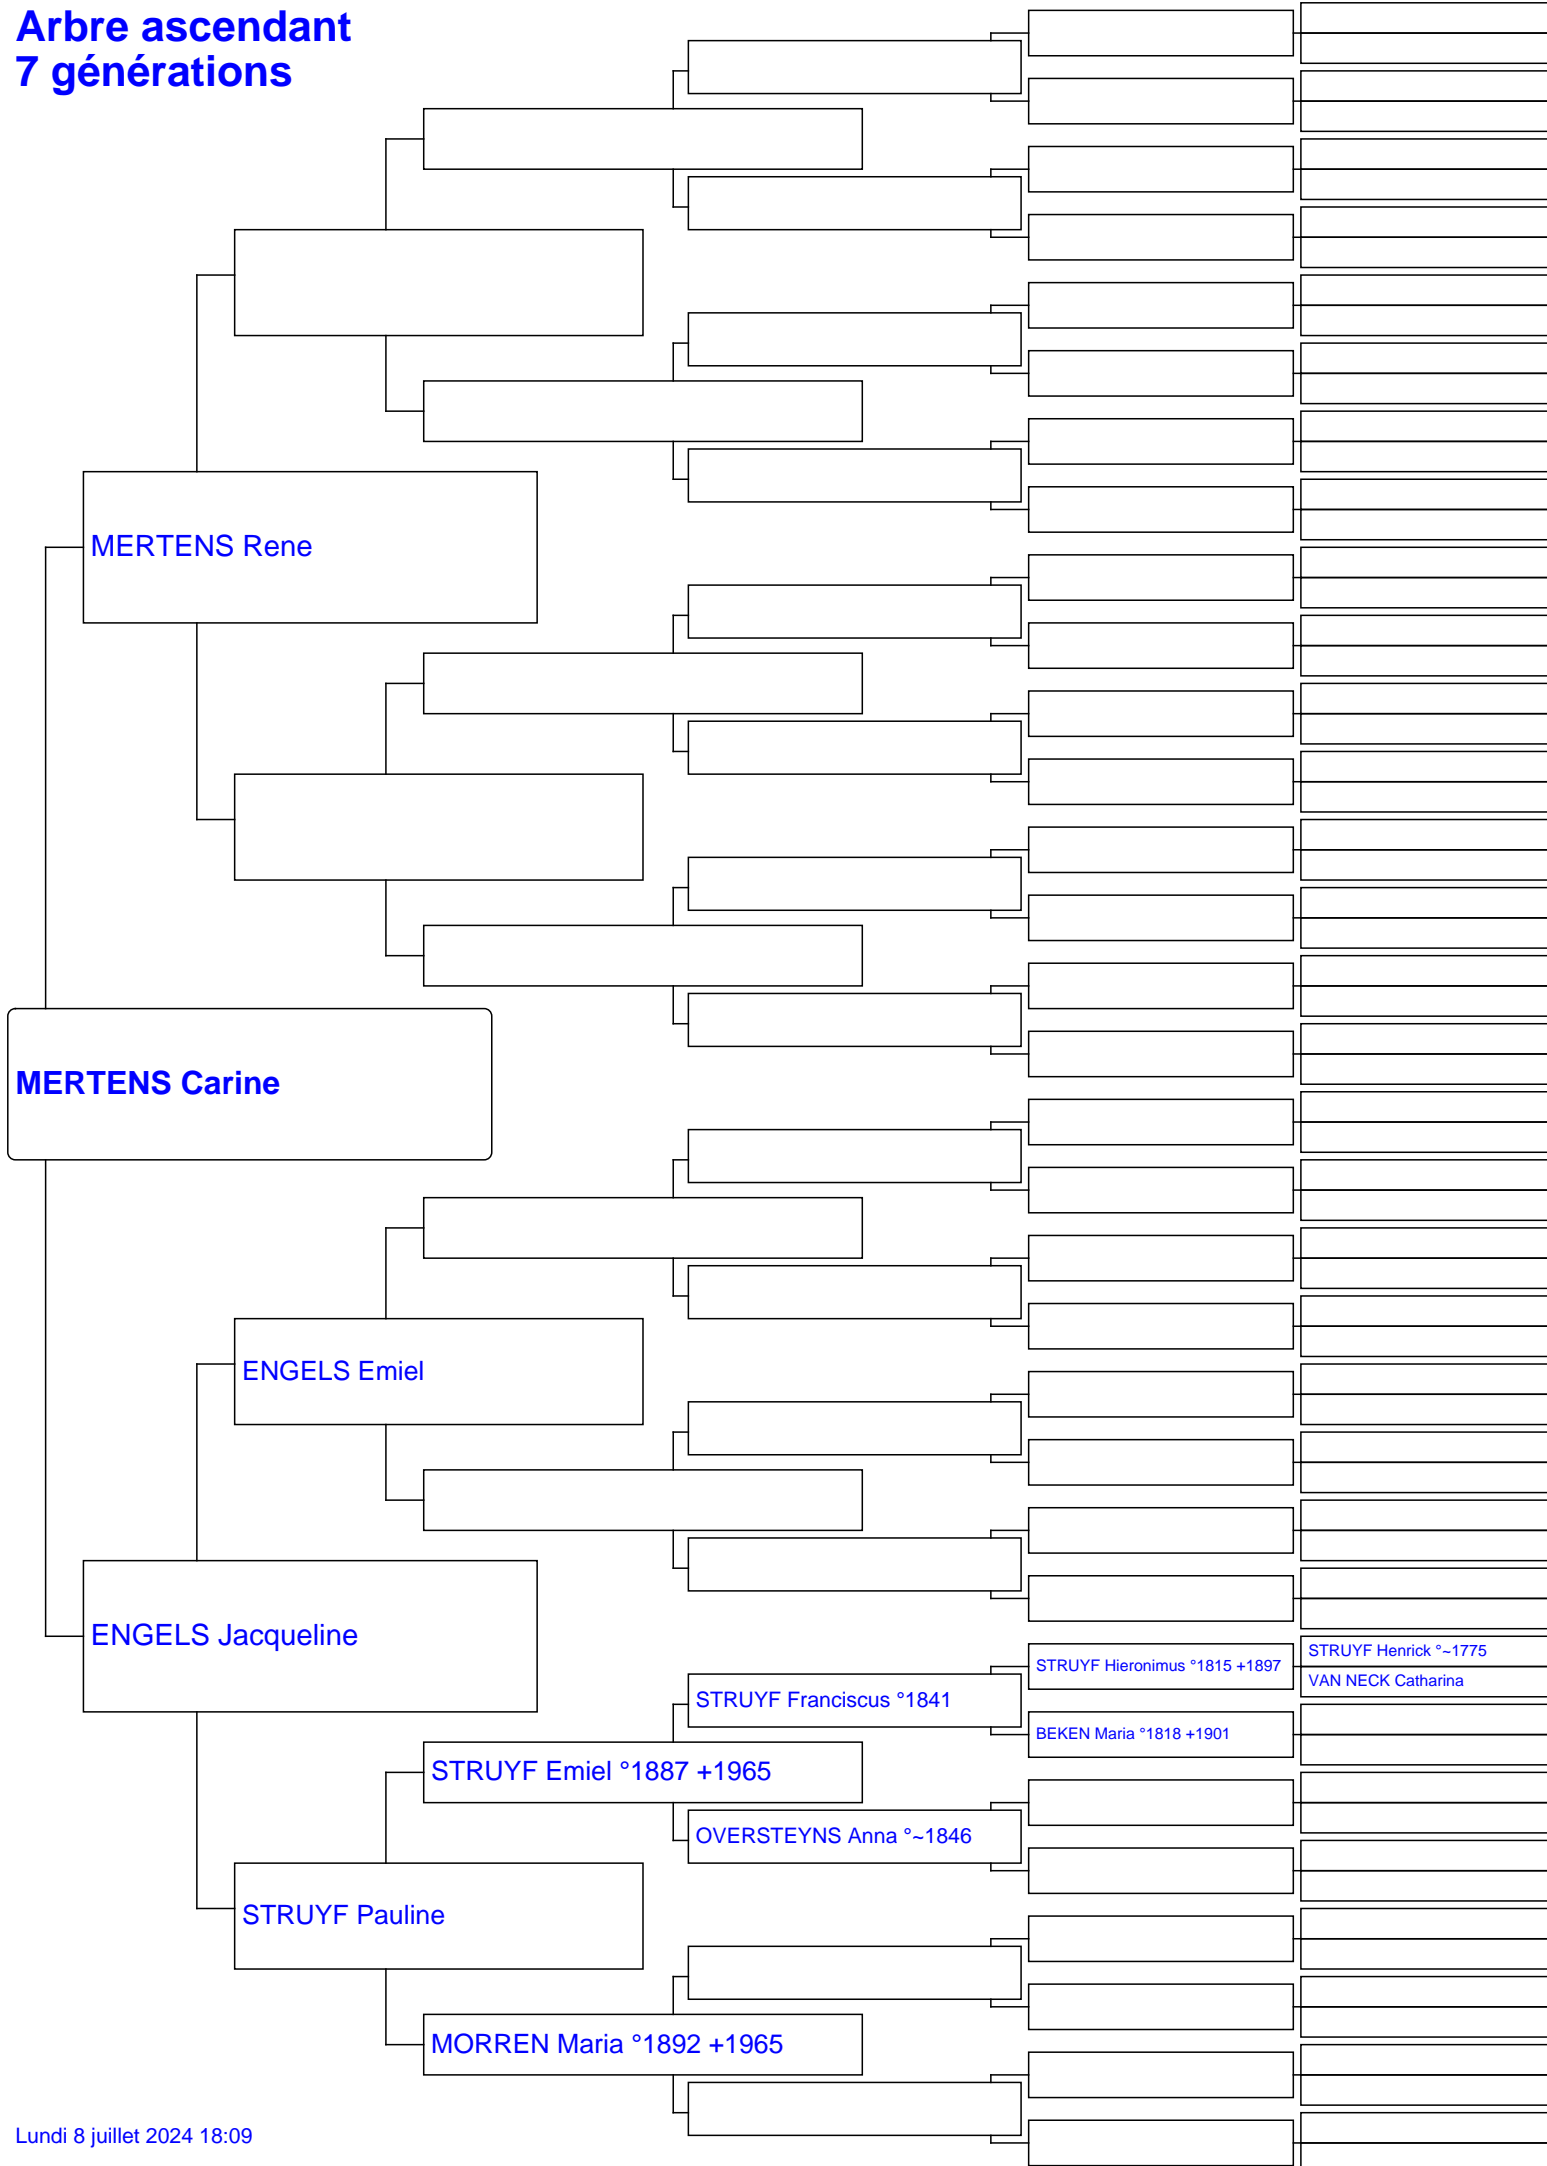 Arbre ascendant
7 générations
MERTENS Rene
MERTENS Carine
ENGELS Emiel
ENGELS Jacqueline
STRUYF Hieronimus °1815 +1897
STRUYF Henrick °~1775
VAN NECK Catharina
STRUYF Franciscus °1841
BEKEN Maria °1818 +1901
STRUYF Emiel °1887 +1965
OVERSTEYNS Anna °~1846
STRUYF Pauline
MORREN Maria °1892 +1965
Lundi 8 juillet 2024 18:09